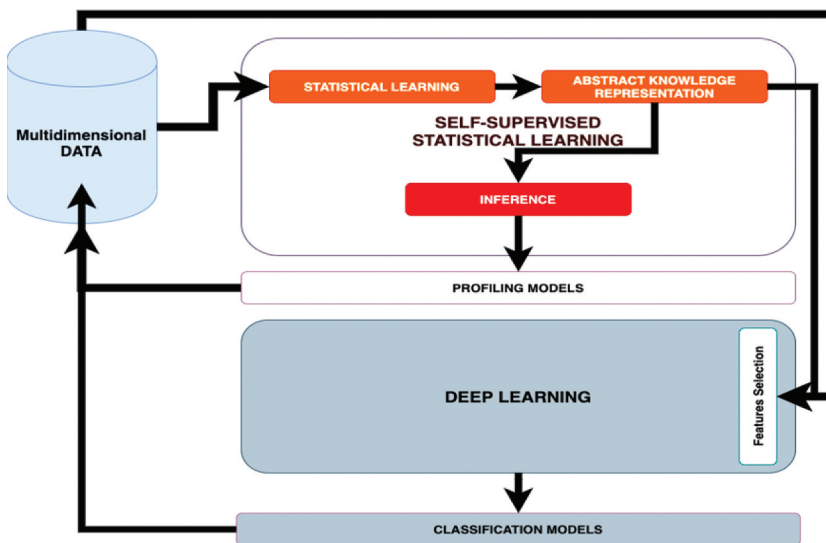 Multidimensional
DATA
STATISTICAL LEARNING
ABSTRACT KNOWLEDGE
REPRESENTATION
SELF-SUPERVISED
STATISTICAL LEARNING
INFERENCE
PROFILING MODELS
DEEP LEARNING
Features Selection
CLASSIFICATION MODELS